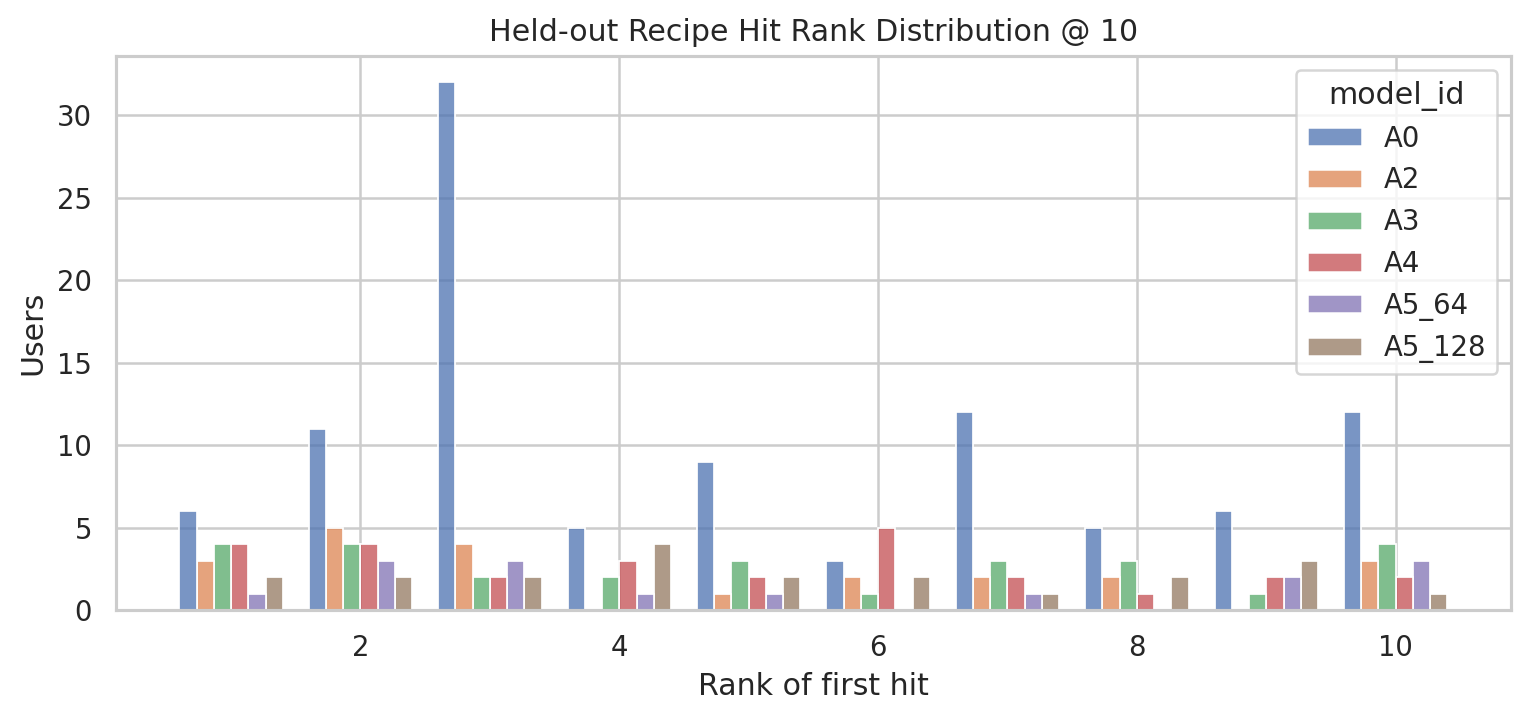 Held-out Recipe Hit Rank Distribution @ 10
Users
30
25
20
15
10
5
0
2
4
6
8
10
Rank of first hit
model_id
A0
A2
A3
A4
A5_64
A5_128